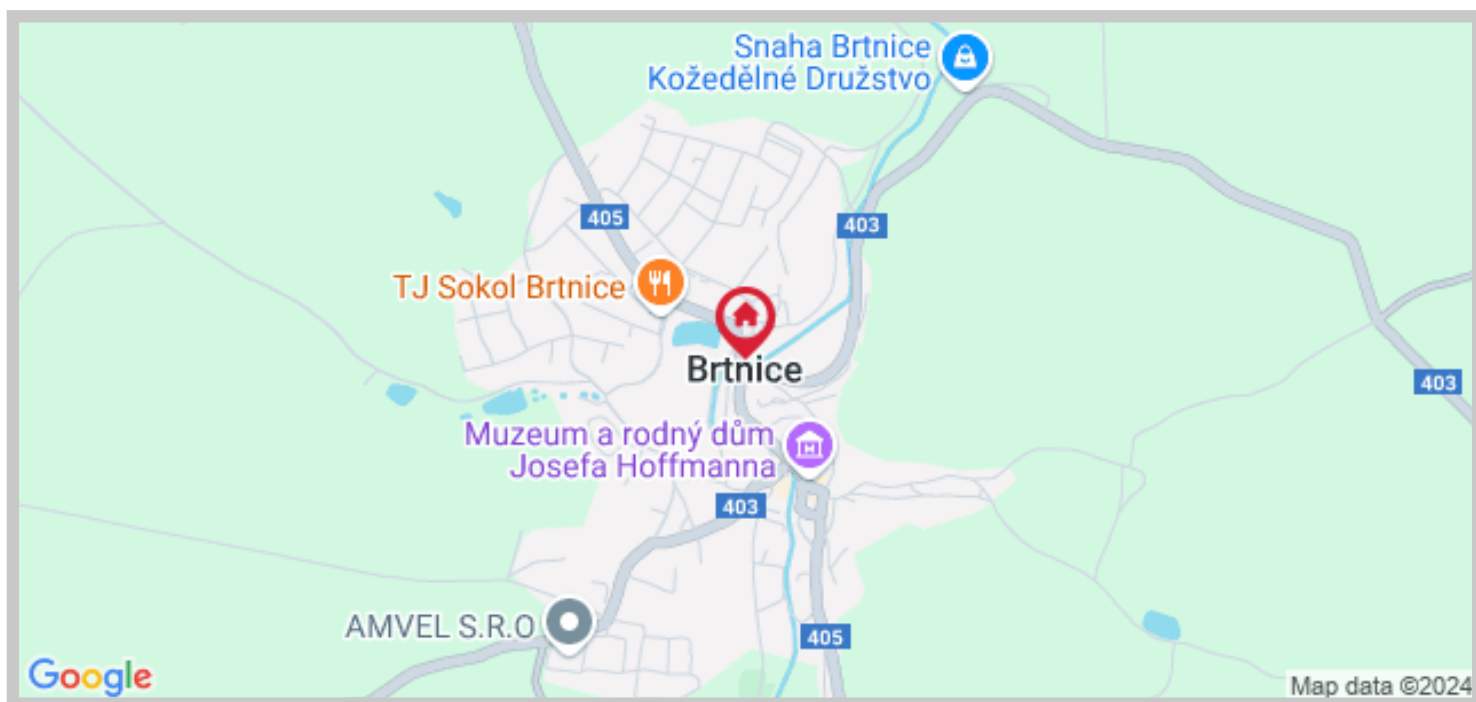 Snaha Brtnice
Kožedělné Družstvo
405
403
TJ Sokol Brtnice
Brtnice
403
Muzeum a rodný dům
Josefa Hoffmanna
403
AMVEL S.R.O
405
Google
Map data ©2024